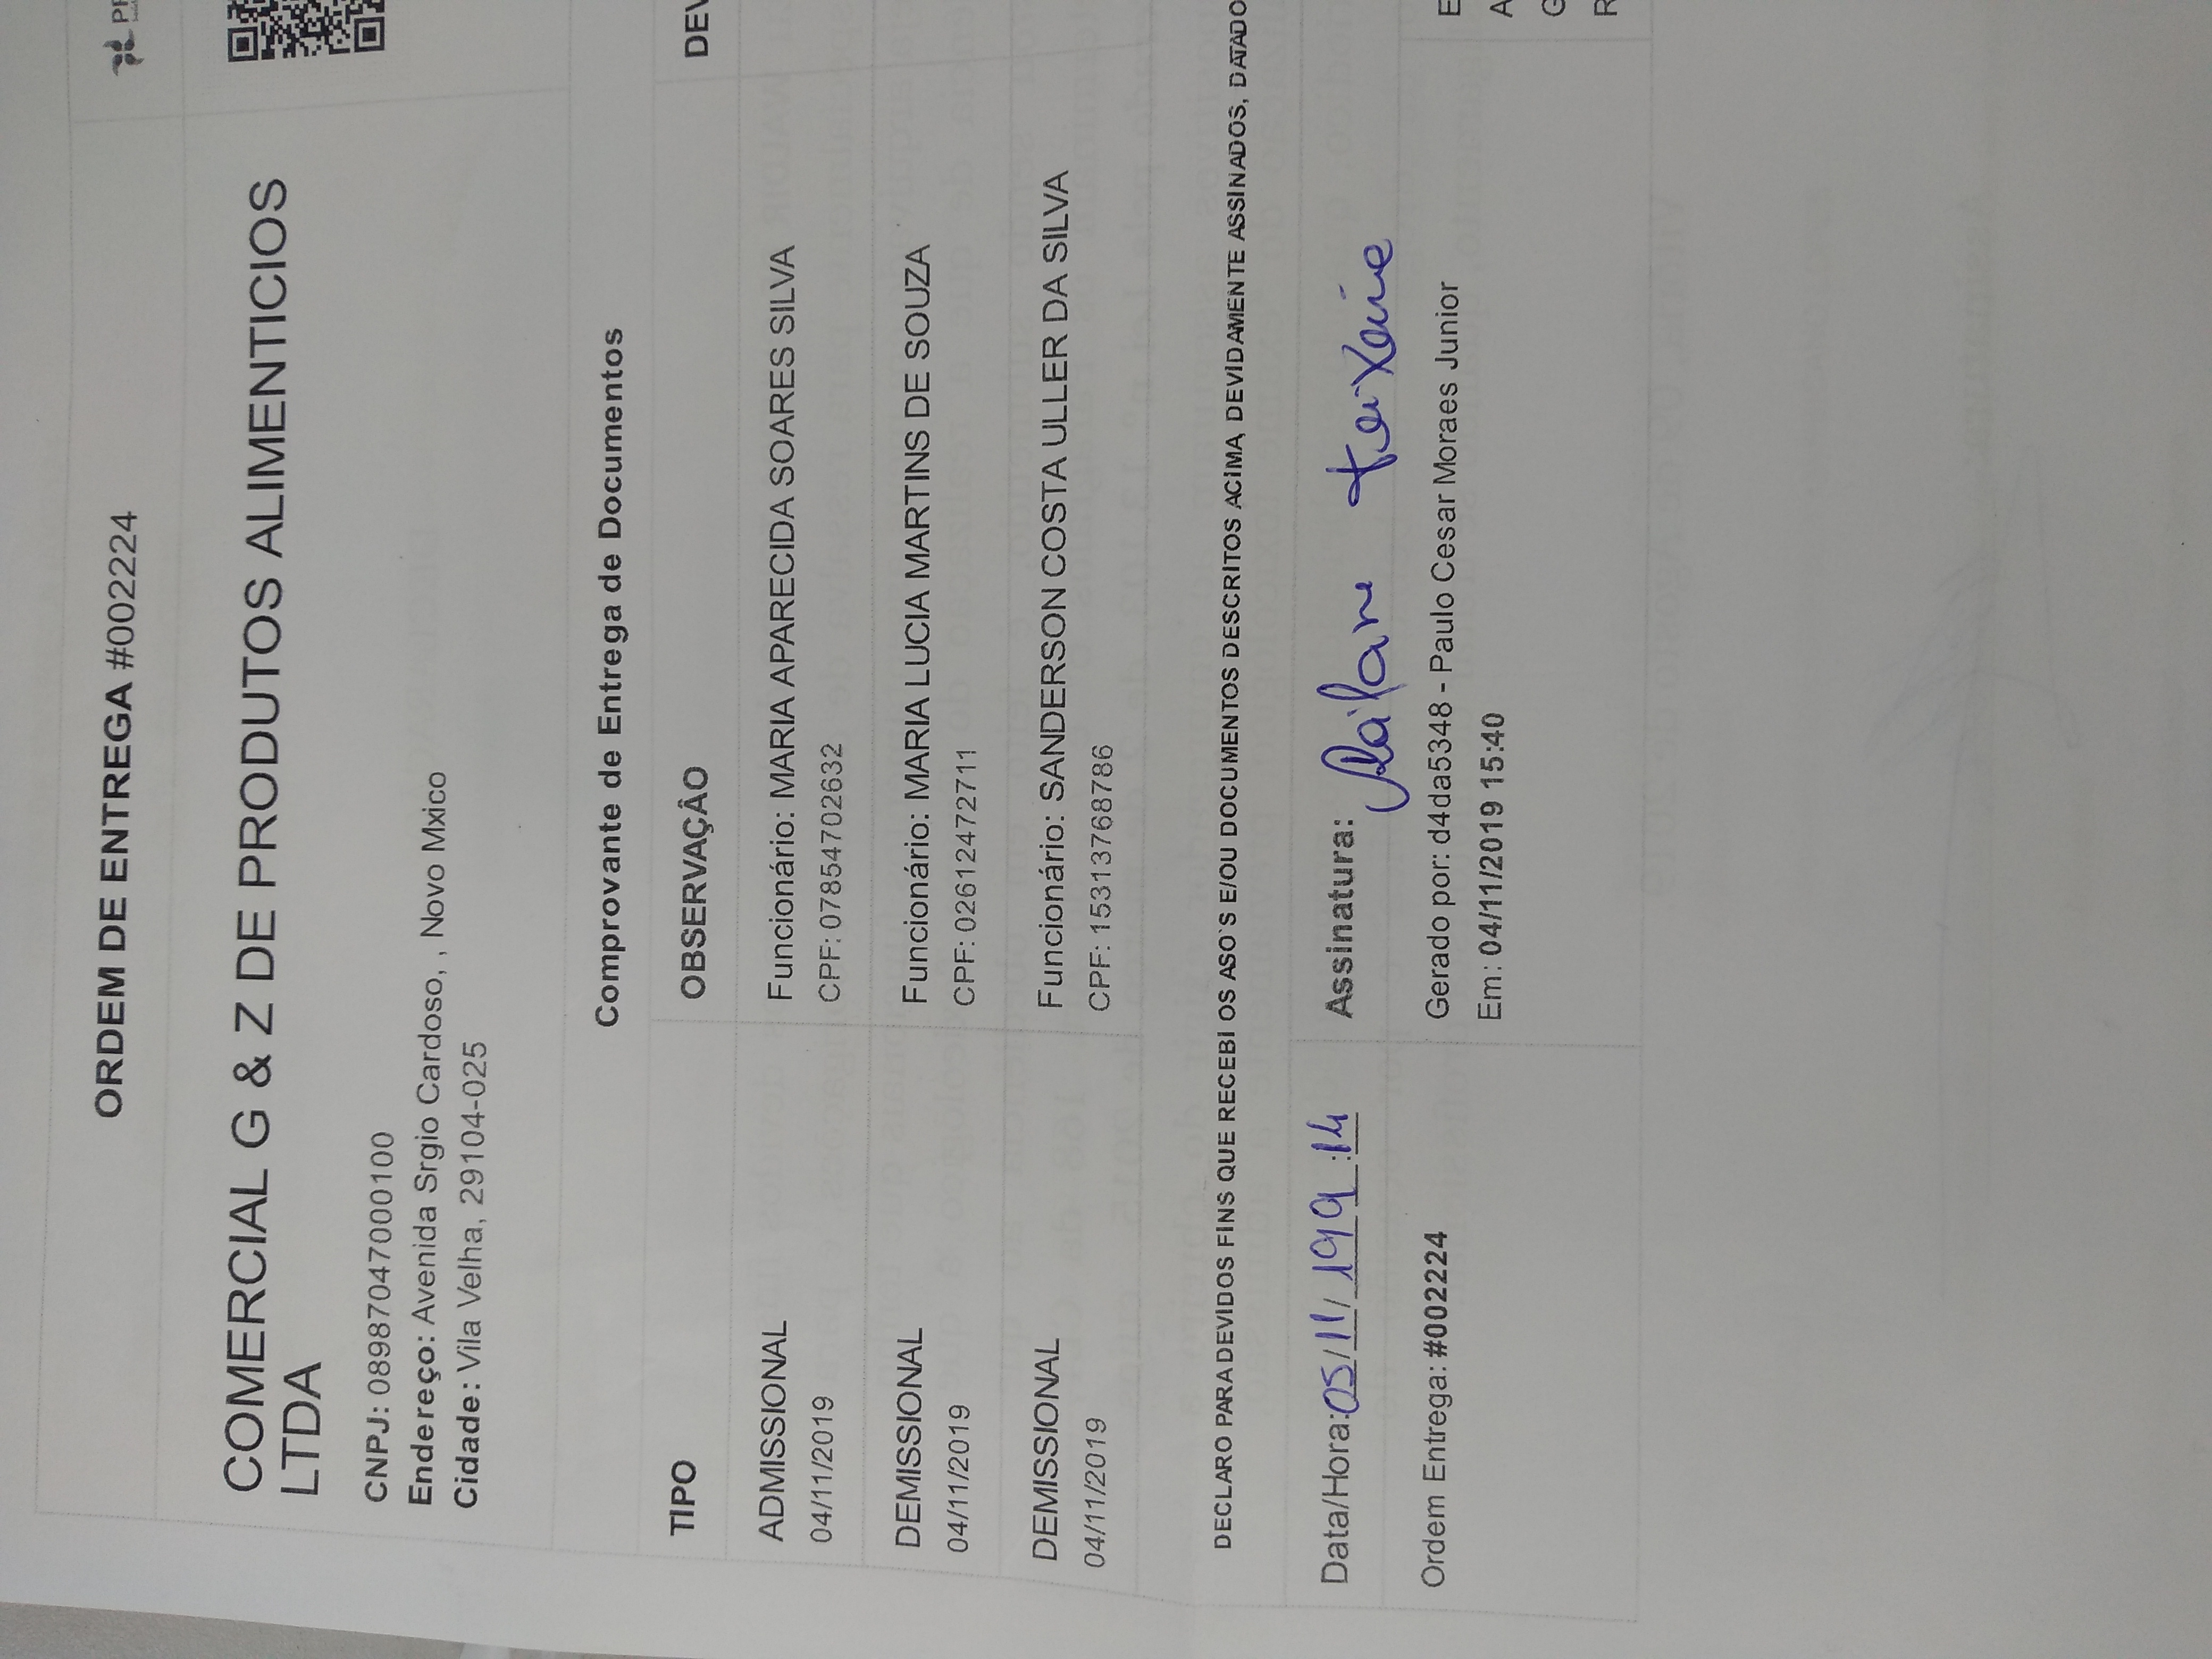 ORDEM DE ENTREGA #002224
COMERCIAL G & Z DE PRODUTOS ALIMENTICIOS
LTDA
CNPJ: 08987047000100
Endereço: Avenida Srgio Cardoso, , Novo Mxico
Cidade: Vila Velha, 29104-025
Comprovante de Entrega de Documentos
TIPO OBSERVAÇÂO DEV
ADMISSIONAL Funcionário: MARIA APARECIDA SOARES SILVA
04/11/2019 CPF: 07855470 2632
DEMISSIONAL Funcionário: MARIA LUCIA MARTINS DE SOUZA
04/11/2019 CPF: 02612472711
DEMISSIONAL Funcionário: SANDERSON COSTA ULLER DA SILVA
04/11/2019 CPF: 15313768786
DECLARO PARA DEVIDOS FINS QUE RECEBI OS ASO`S E/OU DOCUMENTOS DESCRITOS ACIMA, DEVIDAMENTE ASSINADOS, DATADO
Data/Hora: 05/11/19 : 14 Assinatura: Teixeira
Ordem Entrega: #002224 Gerado por: d4da5348 - Paulo Cesar Moraes Junior
Em: 04/11/2019 15:40